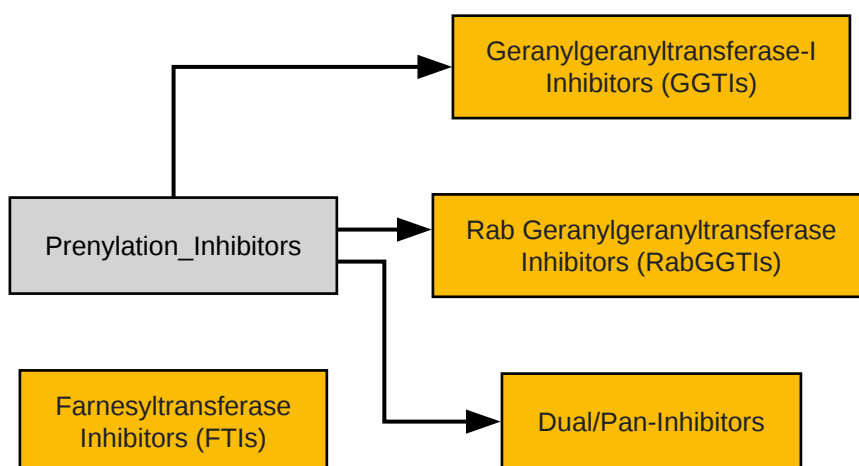 Geranylgeranyltransferase-I
Inhibitors (GGTIs)
Prenylation_Inhibitors
Rab Geranylgeranyltransferase
Inhibitors (RabGGTIs)
Farnesyltransferase
Inhibitors (FTIs)
Dual/Pan-Inhibitors